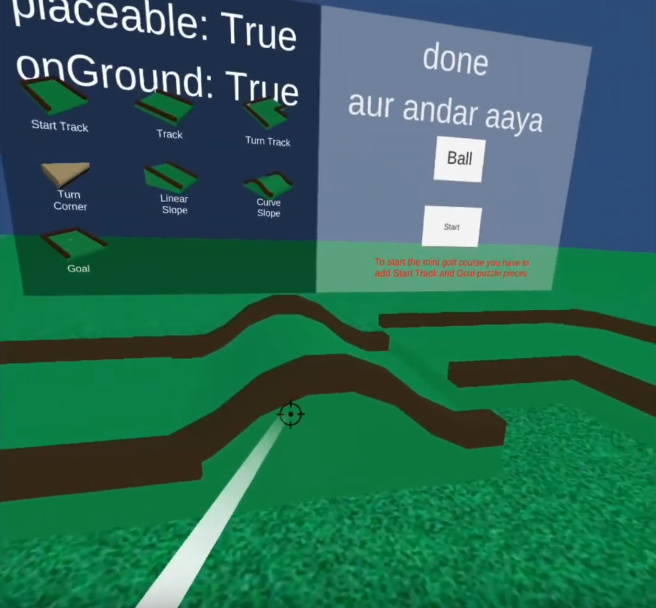 placeable: True
onGround: True
Start Track
Track
Turn Track
Turn
Corner
Linear
Slope
Curve
Slope
Goal
done
aur andar aaya
Ball
Start
To start the mini golf course you have to
add Start Track and Goal puzzle pieces